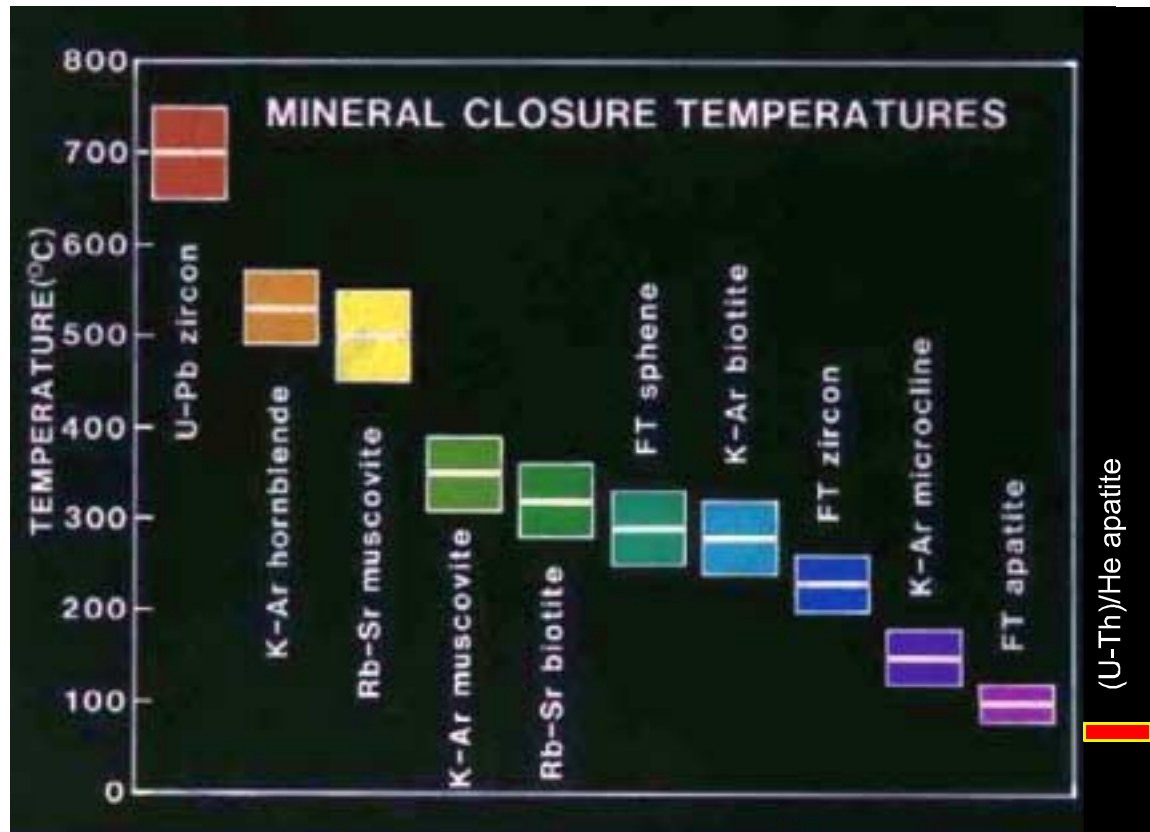 MINERAL CLOSURE TEMPERATURES
TEMPERATURE(°C)
800
700
600
500
400
300
200
100
0
U-Pb zircon
K-Ar hornblende
Rb-Sr muscovite
K-Ar muscovite
Rb-Sr biotite
FT sphene
K-Ar biotite
FT zircon
K-Ar microcline
FT apatite
(U-Th)/He apatite